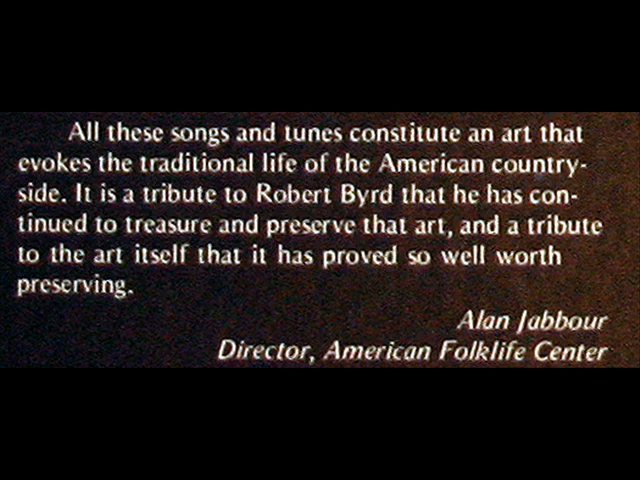 All these songs and tunes constitute an art that
evokes the traditional life of the American country-
side. It is a tribute to Robert Byrd that he has con-
tinued to treasure and preserve that art, and a tribute
to the art itself that it has proved so well worth
preserving.
Alan Jabbour
Director, American Folklife Center